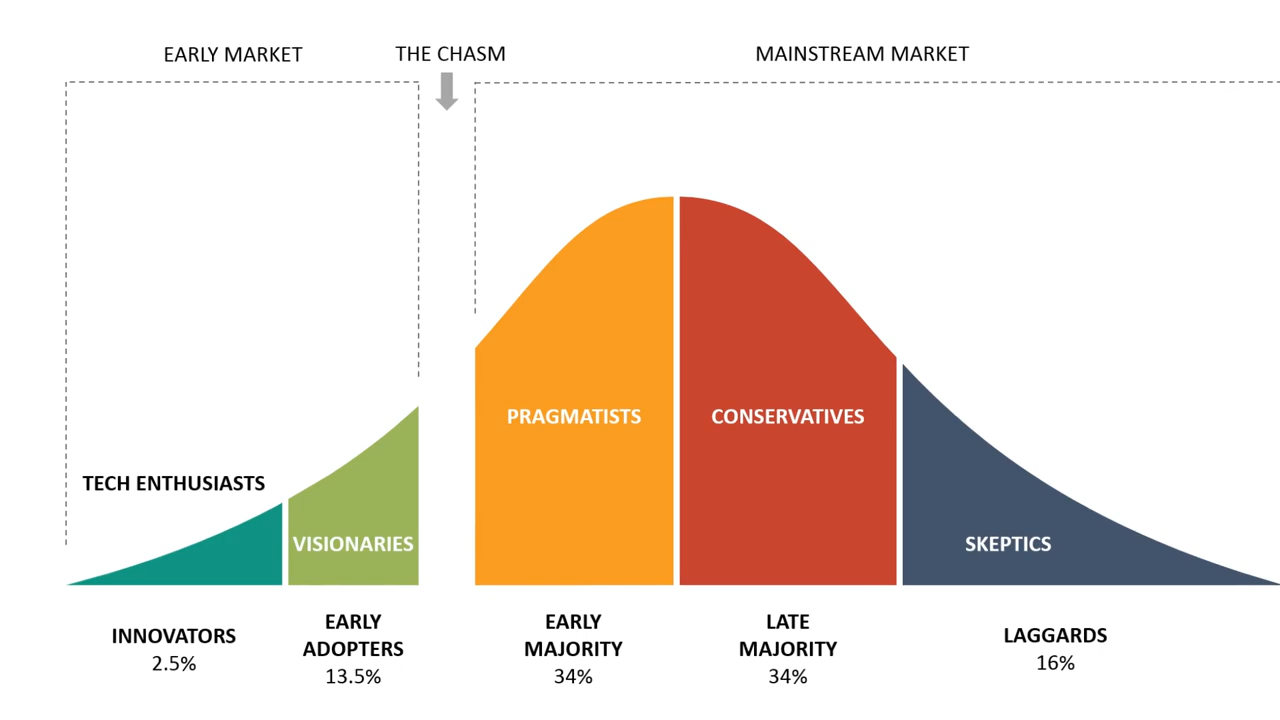 EARLY MARKET
THE CHASM
MAINSTREAM MARKET
TECH ENTHUSIASTS
VISIONARIES
PRAGMATISTS
CONSERVATIVES
SKEPTICS
INNOVATORS
2.5%
EARLY
ADOPTERS
13.5%
EARLY
MAJORITY
34%
LATE
MAJORITY
34%
LAGGARDS
16%